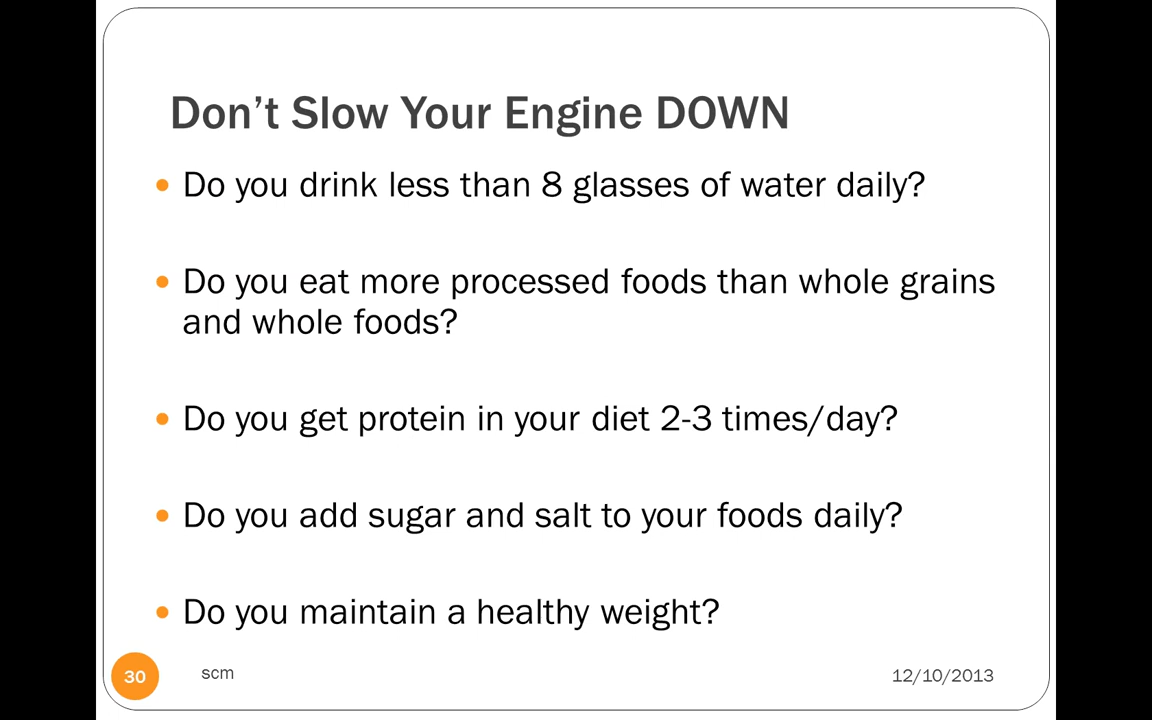 Don’t Slow Your Engine DOWN
Do you drink less than 8 glasses of water daily?
Do you eat more processed foods than whole grains
and whole foods?
Do you get protein in your diet 2-3 times/day?
Do you add sugar and salt to your foods daily?
Do you maintain a healthy weight?
30
scm
12/10/2013